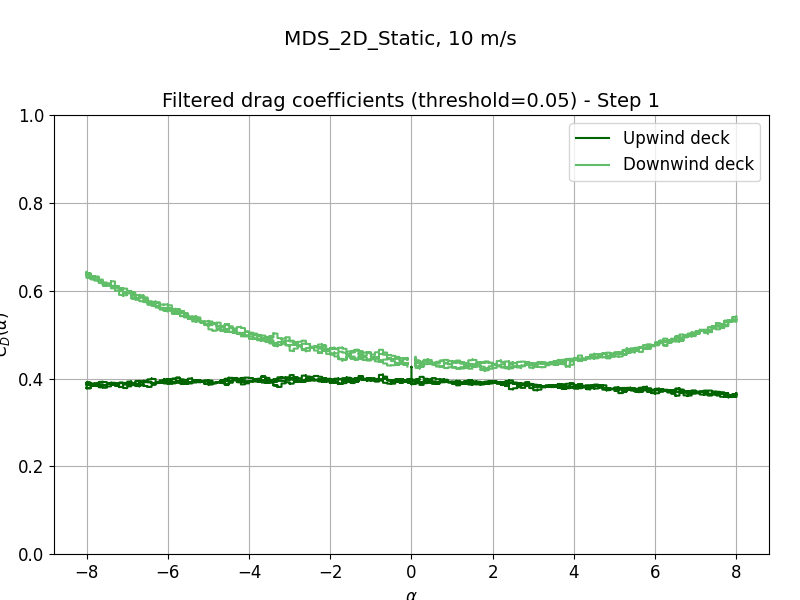 MDS_2D_Static, 10 m/s
Filtered drag coefficients (threshold=0.05) - Step 1
Upwind deck
Downwind deck
C_D(α)
1.0
0.8
0.6
0.4
0.2
0.0
−8 −6 −4 −2 0 2 4 6 8
α